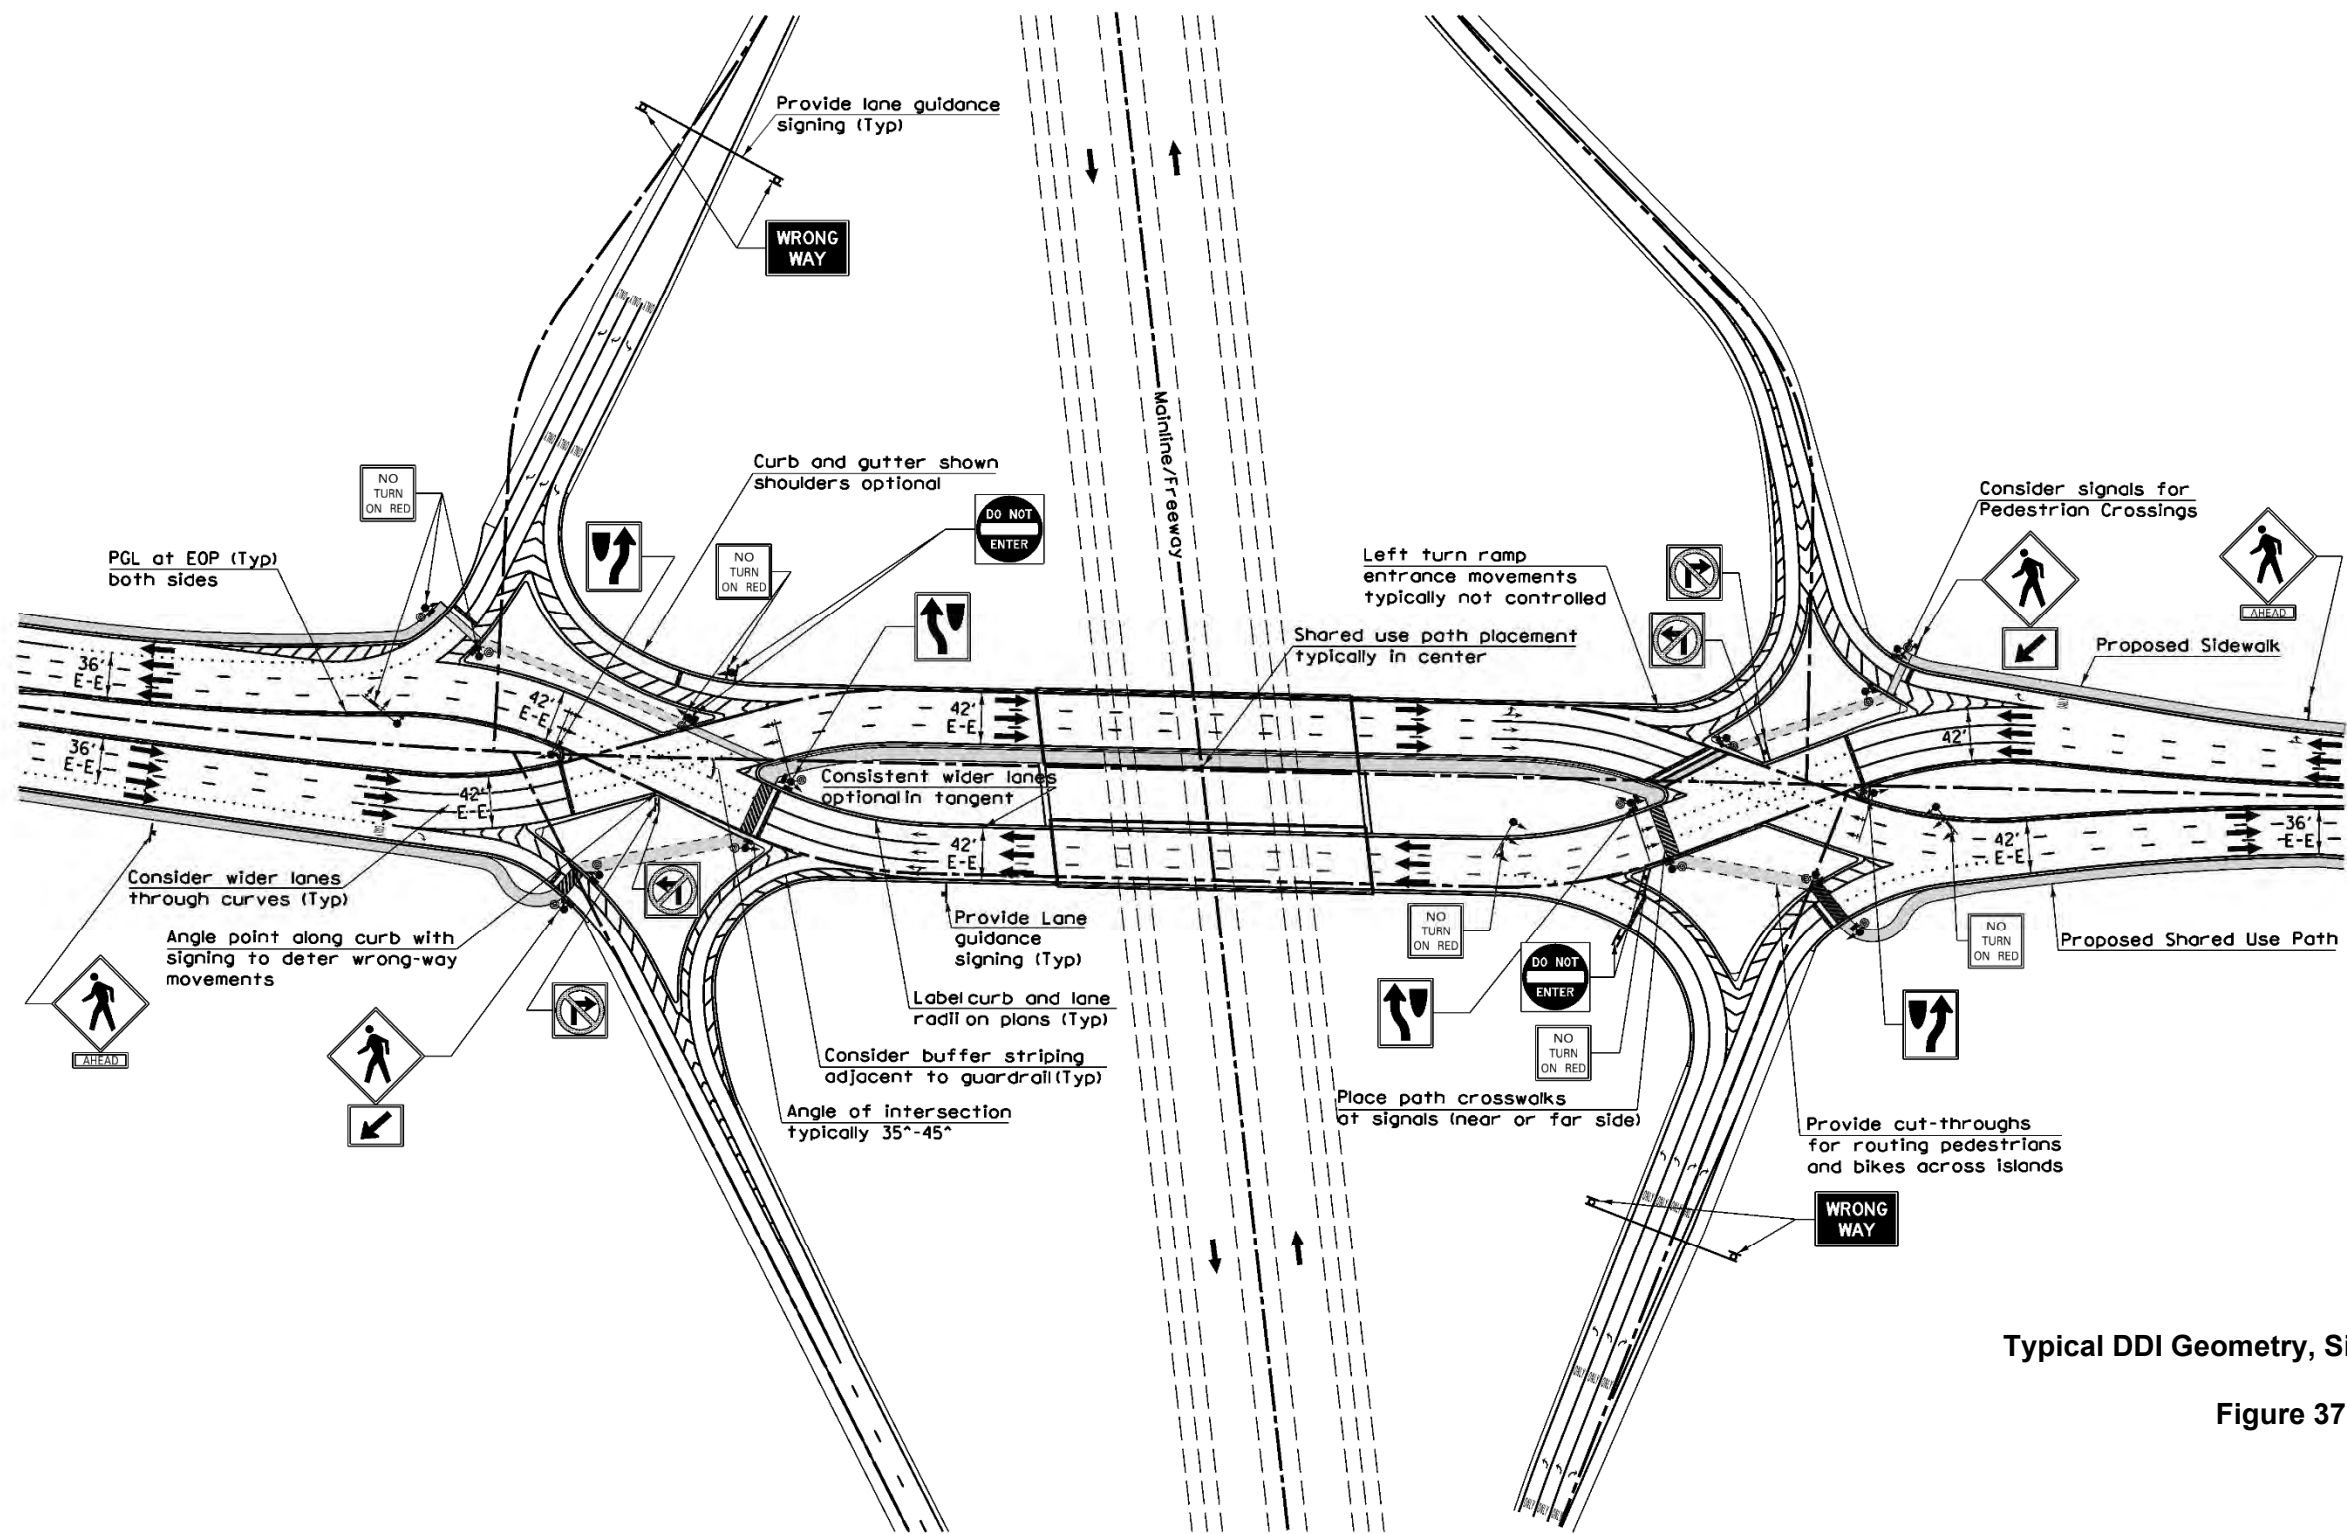 Provide lane guidance
signing (Typ)
WRONG
WAY
Mainline/Freeway
Curb and gutter shown
shoulders optional
NO
TURN
ON RED
DO NOT
ENTER
NO
TURN
ON RED
PGL at EOP (Typ)
both sides
Consider signals for
Pedestrian Crossings
Left turn ramp
entrance movements
typically not controlled
AHEAD
Shared use path placement
typically in center
Proposed Sidewalk
36'
E-E
42'
E-E
42'
E-E
42'
36'
E-E
42'
E-E
Consistent wider lanes
optional in tangent
42'
E-E
42'
E-E
36'
E-E
Consider wider lanes
through curves (Typ)
Angle point along curb with
signing to deter wrong-way
movements
Provide Lane
guidance
signing (Typ)
NO
TURN
ON RED
NO
TURN
ON RED
Proposed Shared Use Path
DO NOT
ENTER
Label curb and lane
radii on plans (Typ)
AHEAD
Consider buffer striping
adjacent to guardrail (Typ)
NO
TURN
ON RED
Angle of intersection
typically 35^-45^
Place path crosswalks
at signals (near or far side)
Provide cut-throughs
for routing pedestrians
and bikes across islands
WRONG
WAY
ONLY ONLY ONLY
Typical DDI Geometry, Si
Figure 37